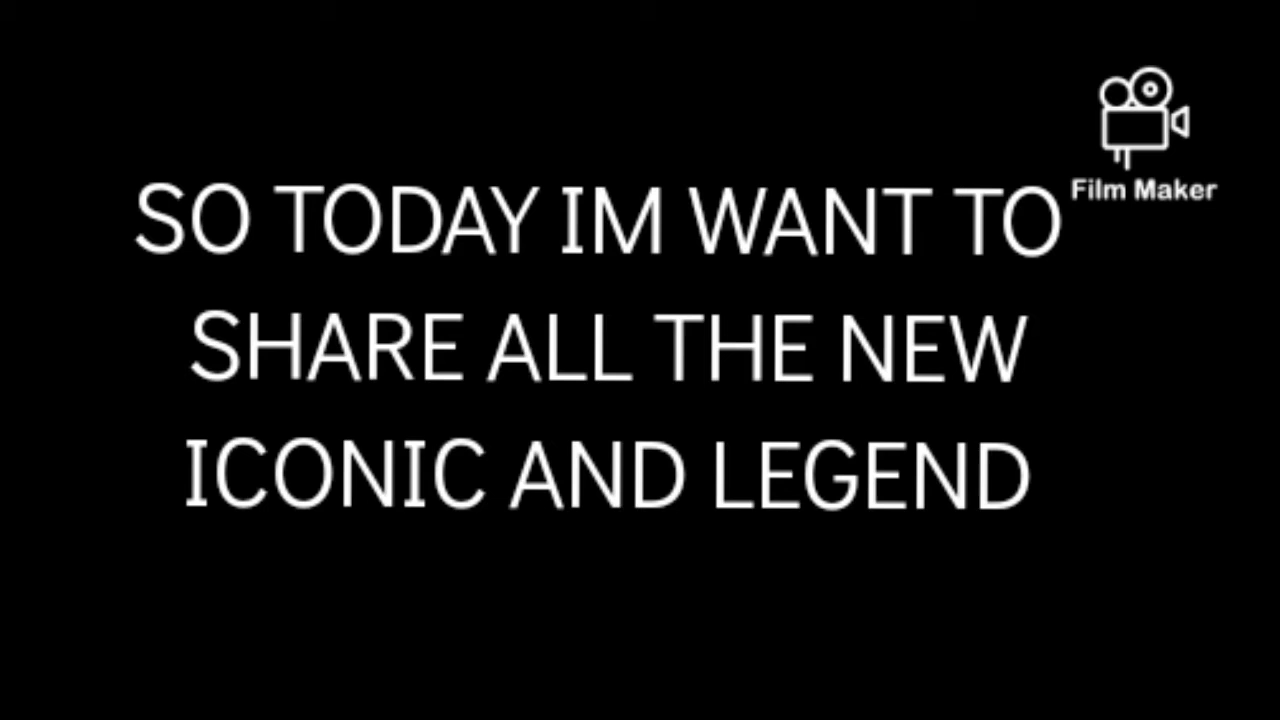 Film Maker
SO TODAY IM WANT TO
SHARE ALL THE NEW
ICONIC AND LEGEND